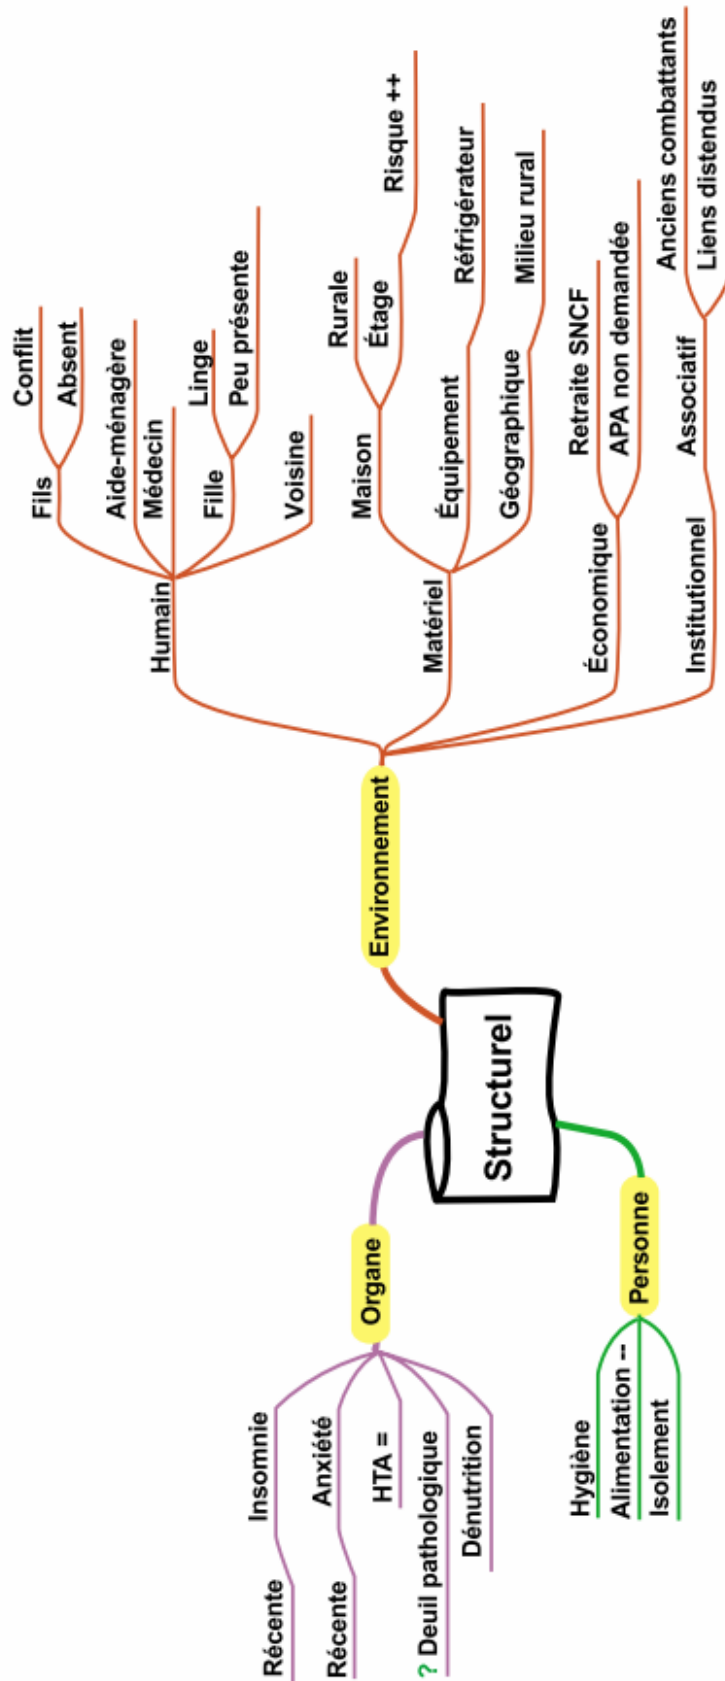 Structurel
Organe
Insomnie
Récente
Anxiété
Récente
HTA =
? Deuil pathologique
Dénutrition
Personne
Hygiène
Alimentation --
Isolement
Environnement
Humain
Fils
Conflit
Absent
Aide-ménagère
Médecin
Fille
Linge
Peu présente
Voisine
Matériel
Maison
Rurale
Étage
Risque ++
Équipement
Réfrigérateur
Géographique
Milieu rural
Économique
Retraite SNCF
APA non demandée
Institutionnel
Associatif
Anciens combattants
Liens distendus